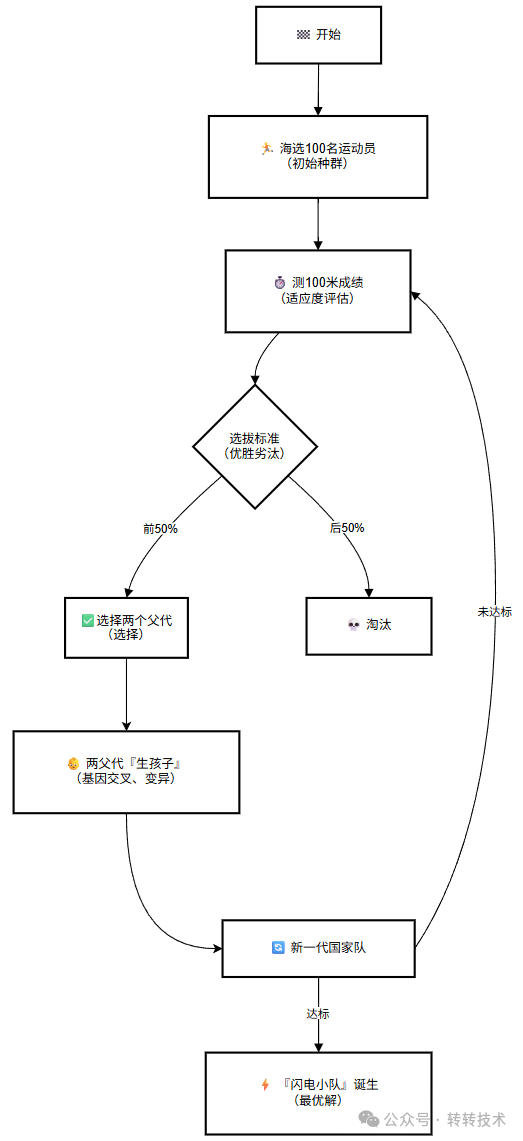 开始
海选100名运动员
（初始种群）
测100米成绩
（适应度评估）
选拔标准
（优胜劣汰）
前50%
后50%
选择两个父代
（选择）
淘汰
未达标
两父代『生孩子』
（基因交叉、变异）
新一代国家队
达标
『闪电小队』诞生
（最优解）
公众号 · 转转技术